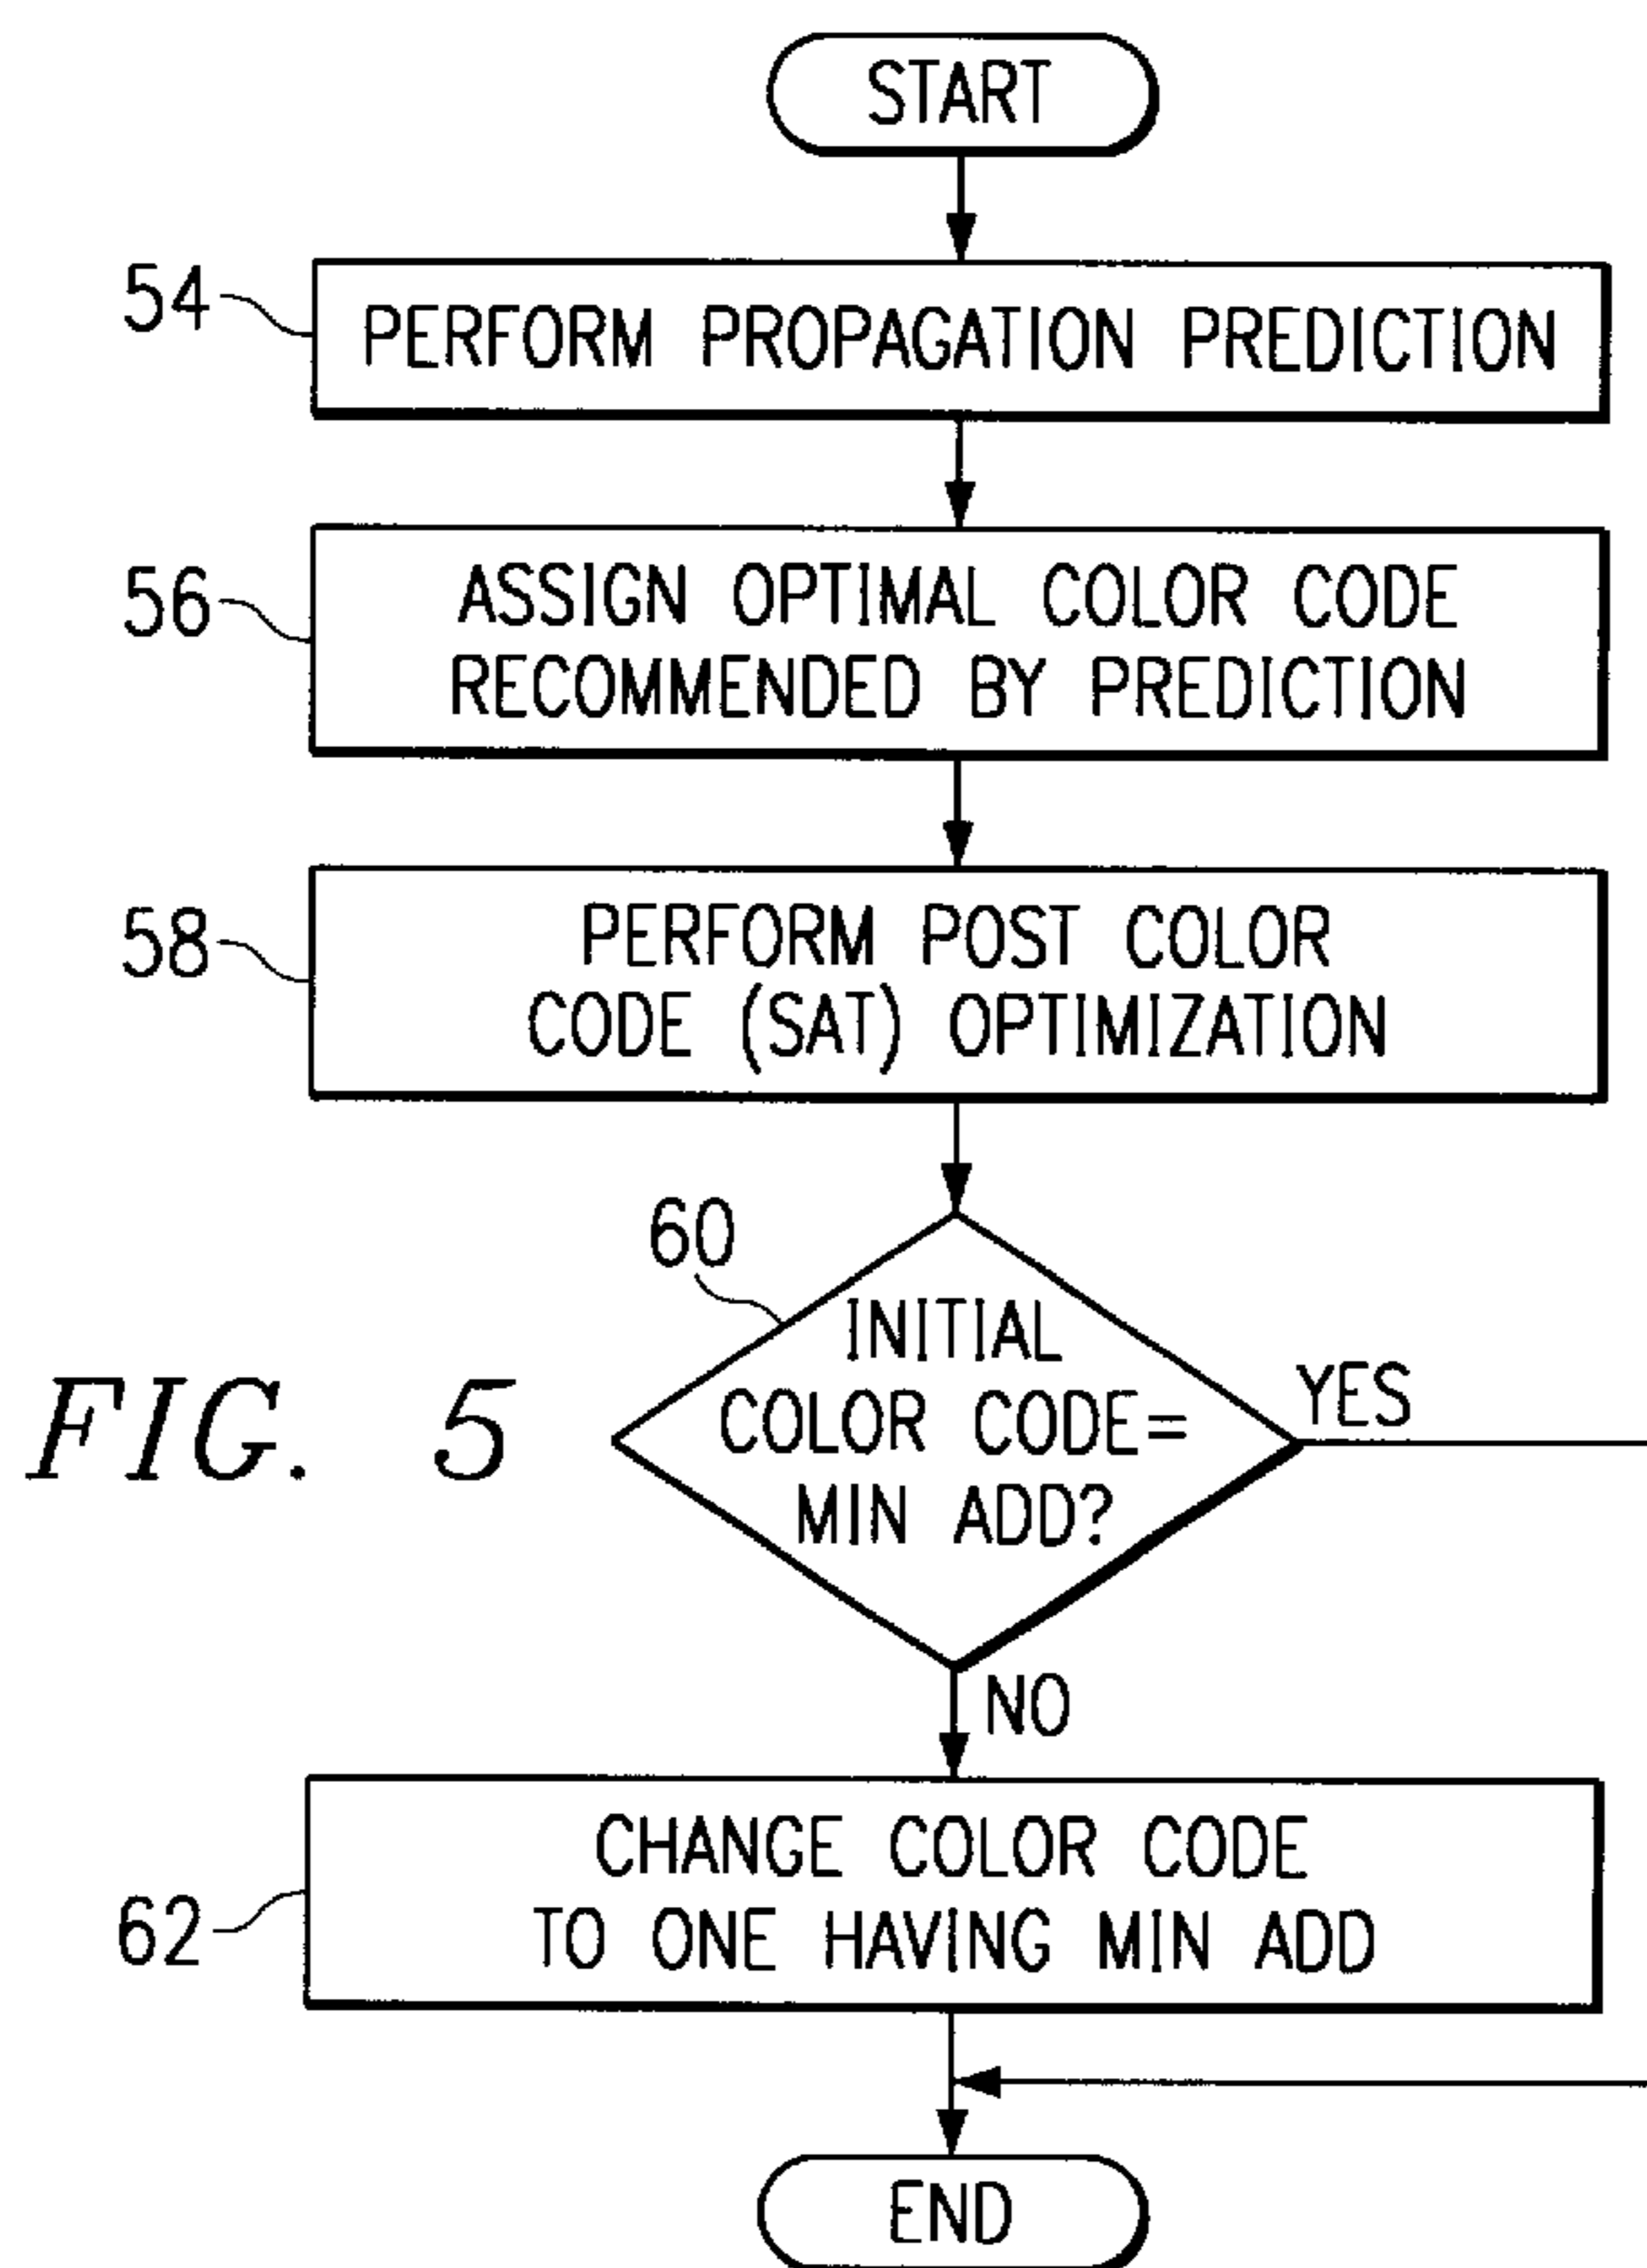 START
54
PERFORM PROPAGATION PREDICTION
56
ASSIGN OPTIMAL COLOR CODE
RECOMMENDED BY PREDICTION
58
PERFORM POST COLOR
CODE (SAT) OPTIMIZATION
60
INITIAL
COLOR CODE=
MIN ADD?
YES
FIG. 5
NO
62
CHANGE COLOR CODE
TO ONE HAVING MIN ADD
END